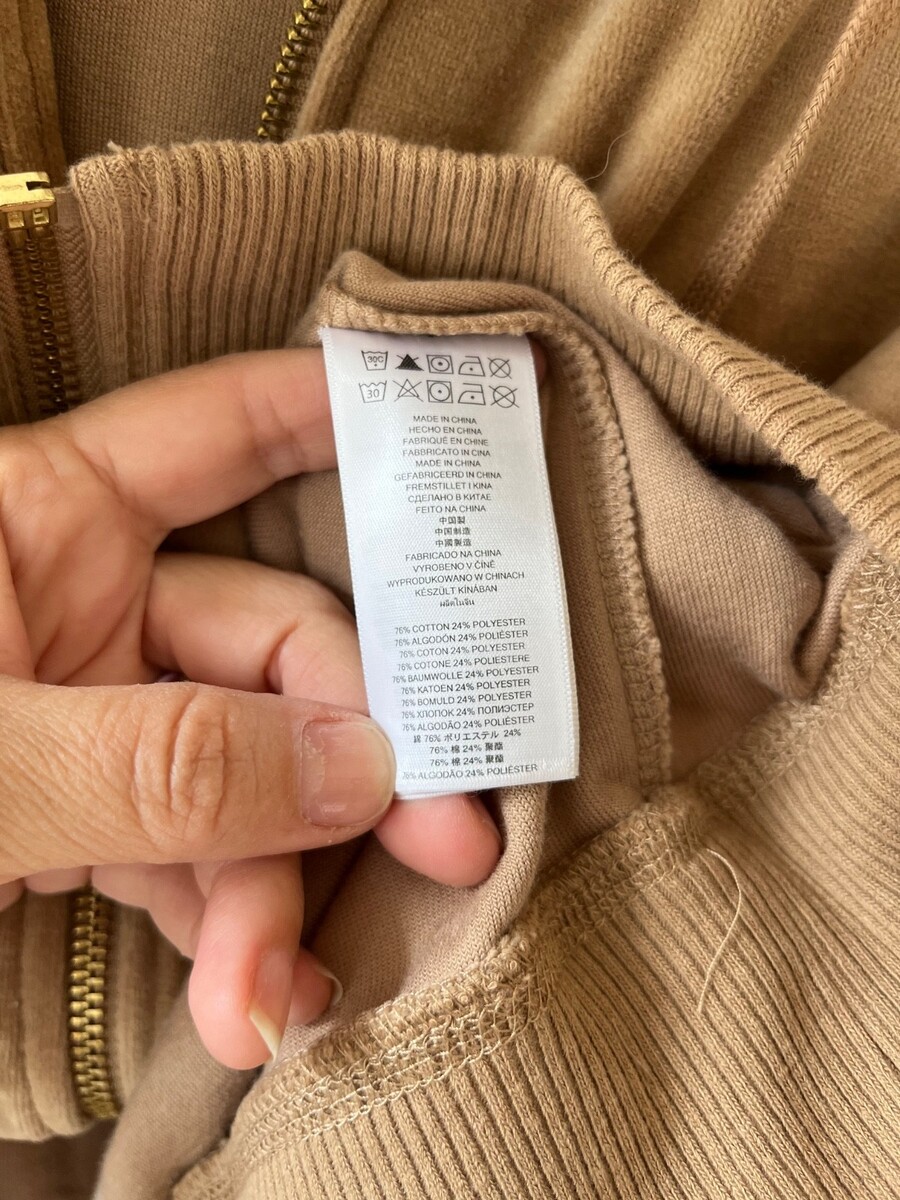 30C
30
MADE IN CHINA
HECHO EN CHINA
FABRIQUÉ EN CHINE
FABBRICATO IN CINA
MADE IN CHINA
GEFABRICEERD IN CHINA
FREMSTILLET I KINA
СДЕЛАНО В КИТАЕ
FEITO NA CHINA
中国製
中国制造
中國製造
FABRICADO NA CHINA
VYROBENO V ČÍNĚ
WYPRODUKOWANO W CHINACH
KÉSZÜLT KÍNÁBAN
ผลิตในจีน
76% COTTON 24% POLYESTER
76% ALGODÓN 24% POLIÉSTER
76% COTON 24% POLYESTER
76% COTONE 24% POLIESTERE
76% BAUMWOLLE 24% POLYESTER
76% KATOEN 24% POLYESTER
76% BOMULD 24% POLYESTER
76% ХЛОПОК 24% ПОЛИЭСТЕР
76% ALGODÃO 24% POLIÉSTER
綿 76% ポリエステル 24%
76% 棉 24% 聚酯
76% 棉 24% 聚酯
76% ALGODÃO 24% POLIÉSTER